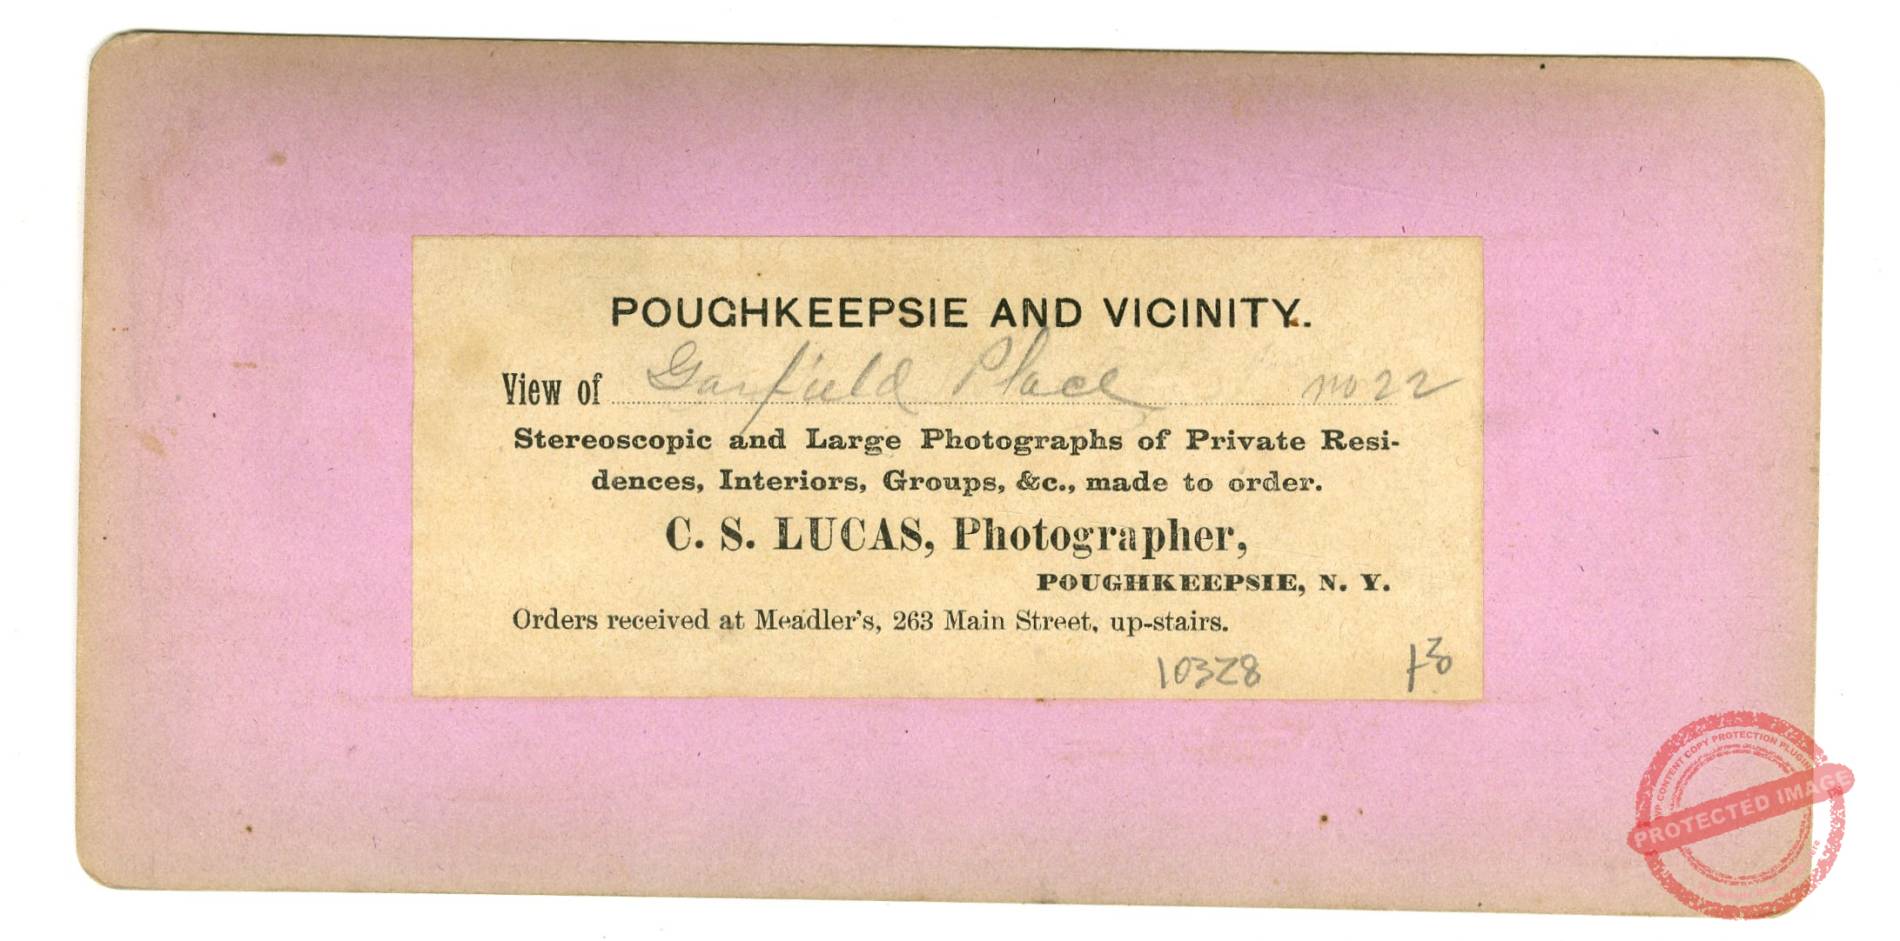 POUGHKEEPSIE AND VICINITY.
View of Garfield Place no 22
Stereoscopic and Large Photographs of Private Resi-
dences, Interiors, Groups, &c., made to order.
C. S. LUCAS, Photographer,
POUGHKEEPSIE, N. Y.
Orders received at Meadler's, 263 Main Street, up-stairs.
10328
PROTECTED IMAGE